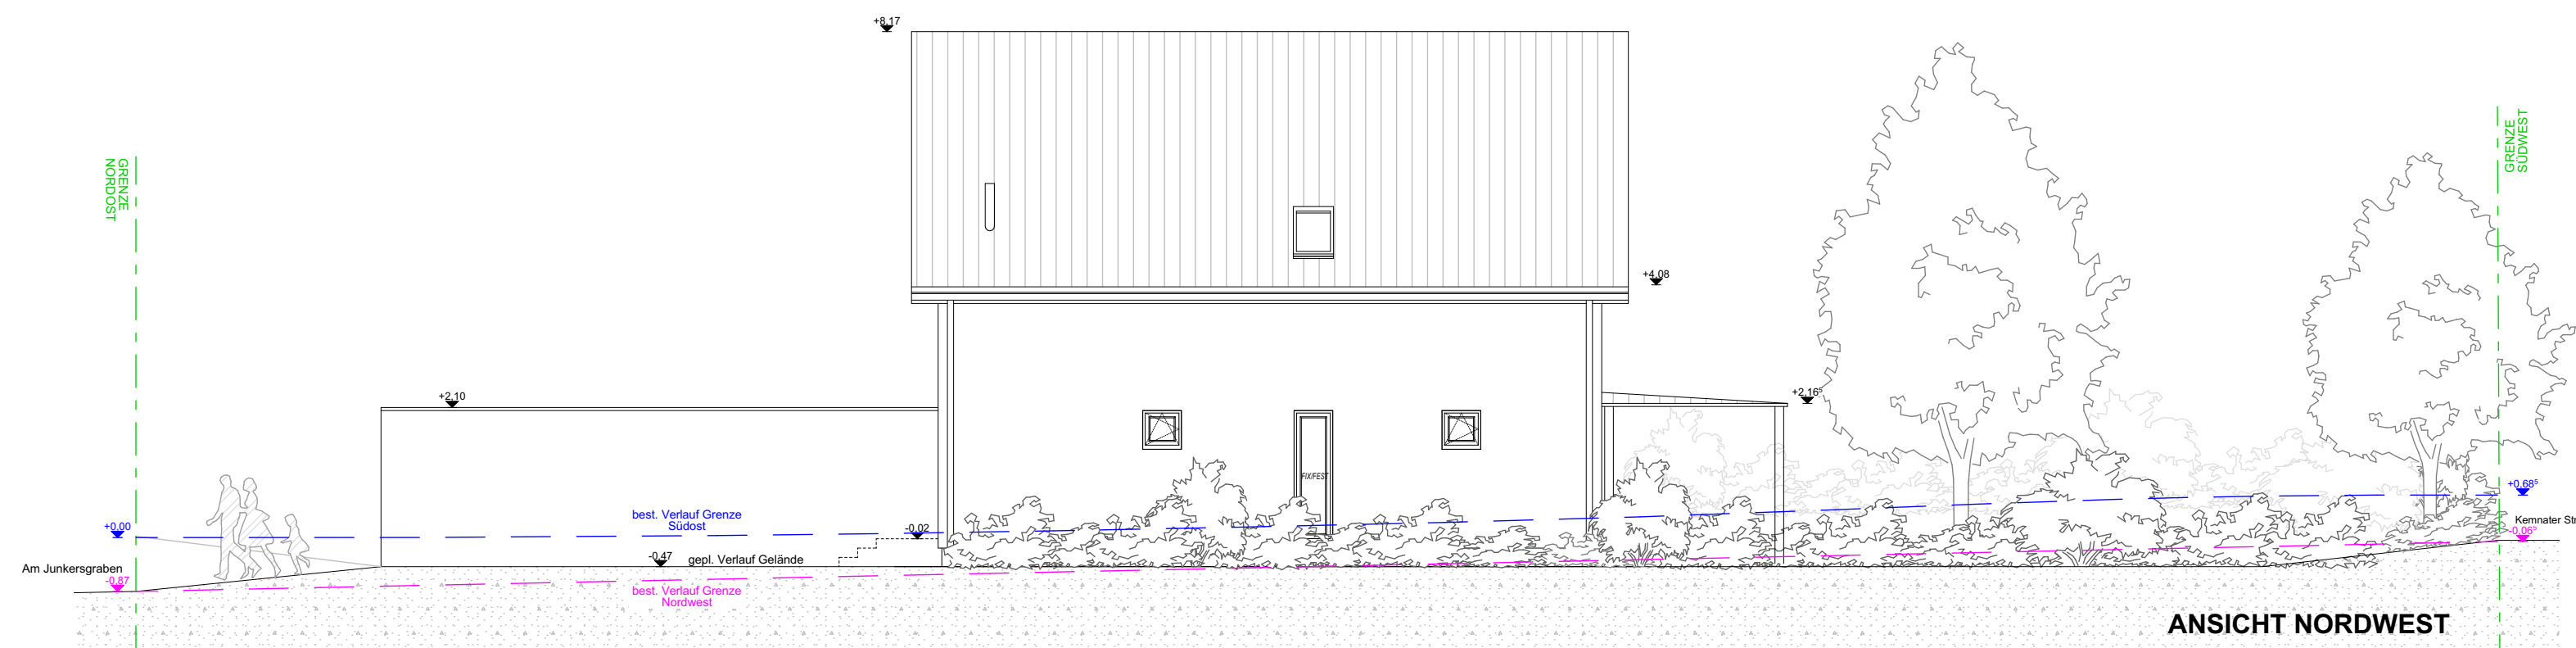 +8,17
GRENZE
NORDOST
GRENZE
SÜDWEST
+4,08
+2,10
+2,16⁵
FIX/FEST
+0,68⁵
best. Verlauf Grenze
Südost
+0,00
-0,02
Kemnater Str
-0,06⁵
-0,47
gepl. Verlauf Gelände
Am Junkersgraben
-0,87
best. Verlauf Grenze
Nordwest
ANSICHT NORDWEST